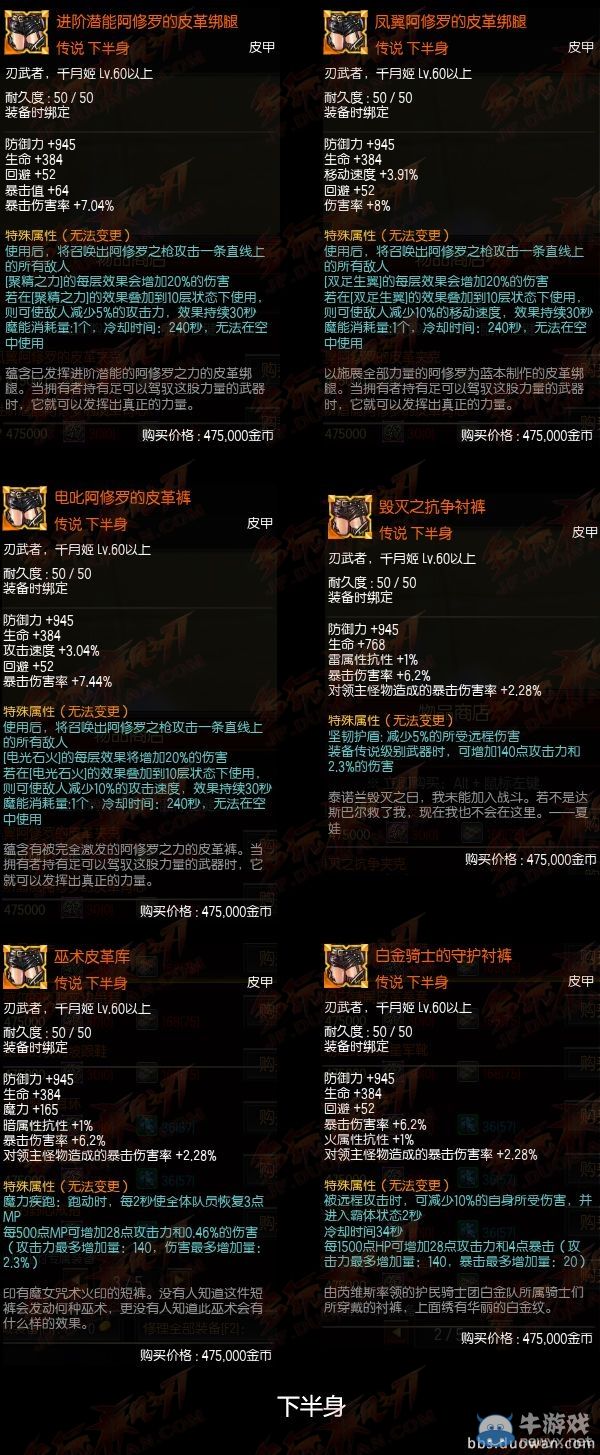 进阶潜能阿修罗的皮革绑腿
传说 下半身
皮甲
刃武者，千月姬 Lv.60以上
耐久度 : 50 / 50
装备时绑定
防御力 +945
生命 +384
回避 +52
暴击值 +64
暴击伤害率 +7.04%
特殊属性（无法变更）
使用后，将召唤出阿修罗之枪攻击一条直线上
的所有敌人
[聚精之力]的每层效果会增加20%的伤害
若在[聚精之力]的效果叠加到10层状态下使用，
则可使敌人减少5%的攻击力，效果持续30秒
魔能消耗量:1个，冷却时间：240秒，无法在空
中使用
蕴含已发挥进阶潜能的阿修罗之力的皮革绑
腿。当拥有者持有足可以驾驭这股力量的武器
时，它就可以发挥出真正的力量。
475000
购买价格 : 475,000金币
凤翼阿修罗的皮革绑腿
传说 下半身
皮甲
刃武者，千月姬 Lv.60以上
耐久度 : 50 / 50
装备时绑定
防御力 +945
生命 +384
移动速度 +3.91%
回避 +52
伤害率 +8%
特殊属性（无法变更）
使用后，将召唤出阿修罗之枪攻击一条直线上
的所有敌人
[双足生翼]的每层效果会增加20%的伤害
若在[双足生翼]的效果叠加到10层状态下使用，
则可使敌人减少10%的移动速度，效果持续30秒
魔能消耗量:1个，冷却时间：240秒，无法在空
中使用
以施展全部力量的阿修罗为蓝本制作的皮革绑
腿。当拥有者持有足可以驾驭这股力量的武器
时，它就可以发挥出真正的力量。
475000
购买价格 : 475,000金币
电叱阿修罗的皮革裤
传说 下半身
皮甲
刃武者，千月姬 Lv.60以上
耐久度 : 50 / 50
装备时绑定
防御力 +945
生命 +384
攻击速度 +3.04%
回避 +52
暴击伤害率 +7.44%
特殊属性（无法变更）
使用后，将召唤出阿修罗之枪攻击一条直线上
的所有敌人
[电光石火]的每层效果将增加20%的伤害
若在[电光石火]的效果叠加到10层状态下使用，
则可使敌人减少10%的攻击速度，效果持续30秒
魔能消耗量:1个，冷却时间：240秒，无法在空
中使用
蕴含有被完全激发的阿修罗之力的皮革裤。当
拥有者持有足可以驾驭这股力量的武器时，它
就可以发挥出真正的力量。
475000
购买价格 : 475,000金币
毁灭之抗争衬裤
传说 下半身
皮甲
刃武者，千月姬 Lv.60以上
耐久度 : 50 / 50
装备时绑定
防御力 +945
生命 +768
雷属性抗性 +1%
暴击伤害率 +6.2%
对领主怪物造成的暴击伤害率 +2.28%
特殊属性（无法变更）
坚韧护盾: 减少5%的所受远程伤害
装备传说级别武器时，可增加140点攻击力和
2.3%的伤害
泰诺兰毁灭之日，我未能加入战斗。若不是达
斯巴尔救了我，现在我也不会在这里。——夏
娃
购买价格 : 475,000金币
巫术皮革库
传说 下半身
皮甲
刃武者，千月姬 Lv.60以上
耐久度 : 50 / 50
装备时绑定
防御力 +945
生命 +384
魔力 +165
暗属性抗性 +1%
暴击伤害率 +6.2%
对领主怪物造成的暴击伤害率 +2.28%
特殊属性（无法变更）
魔力疾跑：跑动时，每2秒使全体队员恢复3点
MP
每500点MP可增加28点攻击力和0.46%的伤害
（攻击力最多增加量：140，伤害最多增加量：
2.3%）
印有魔女咒术火印的短裤。没有人知道这件短
裤会发动何种巫术，更没有人知道此巫术会有
什么样的效果。
修理全部装备[F2]:
购买价格 : 475,000金币
白金骑士的守护衬裤
传说 下半身
皮甲
刃武者，千月姬 Lv.60以上
耐久度 : 50 / 50
装备时绑定
防御力 +945
生命 +384
回避 +52
暴击伤害率 +6.2%
火属性抗性 +1%
对领主怪物造成的暴击伤害率 +2.28%
特殊属性（无法变更）
被远程攻击时，可减少10%的自身所受伤害，并
进入霸体状态2秒
冷却时间34秒
每1500点HP可增加28点攻击力和4点暴击（攻
击力最多增加量：140，暴击最多增加量：20）
由芮维斯率领的护民骑士团白金队所属骑士们
所穿戴的衬裤，上面绣有华丽的白金纹。
购买价格 : 475,000金币
下半身
牛游戏
bbs.duowan.com